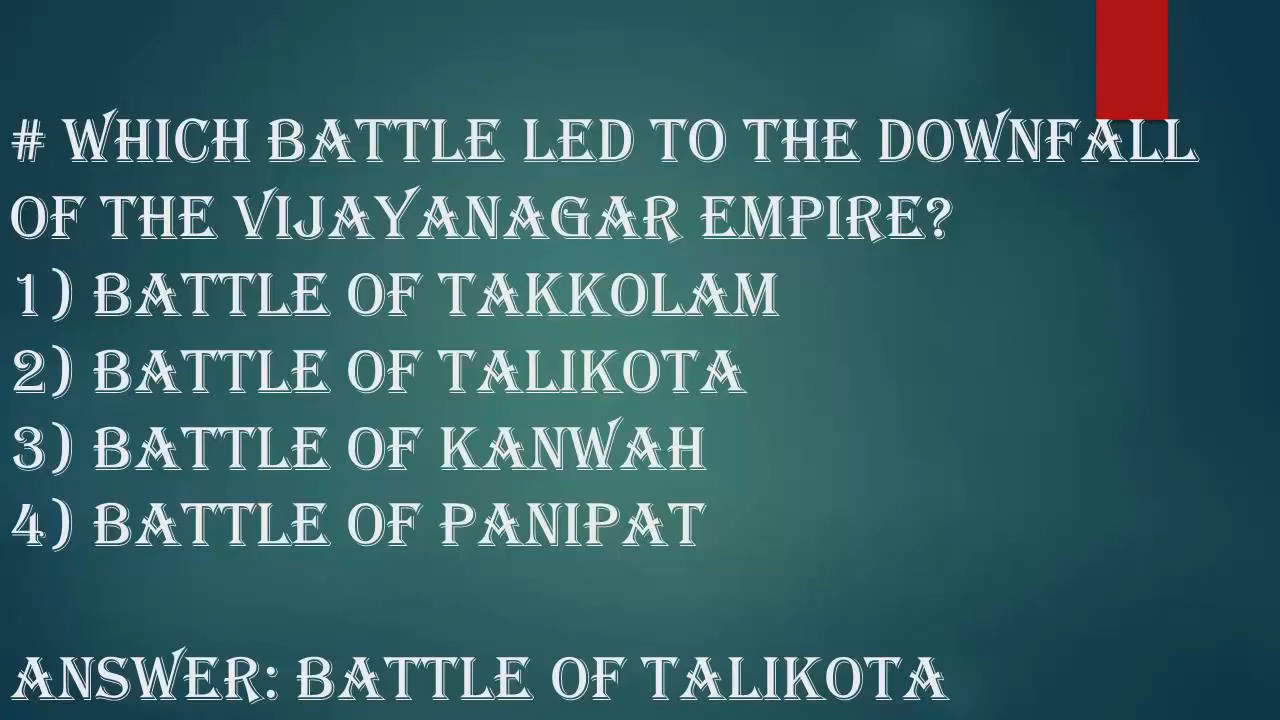 # WHICH BATTLE LED TO THE DOWNFALL
OF THE VIJAYANAGAR EMPIRE?
1) BATTLE OF TAKKOLAM
2) BATTLE OF TALIKOTA
3) BATTLE OF KANWAH
4) BATTLE OF PANIPAT
ANSWER: BATTLE OF TALIKOTA